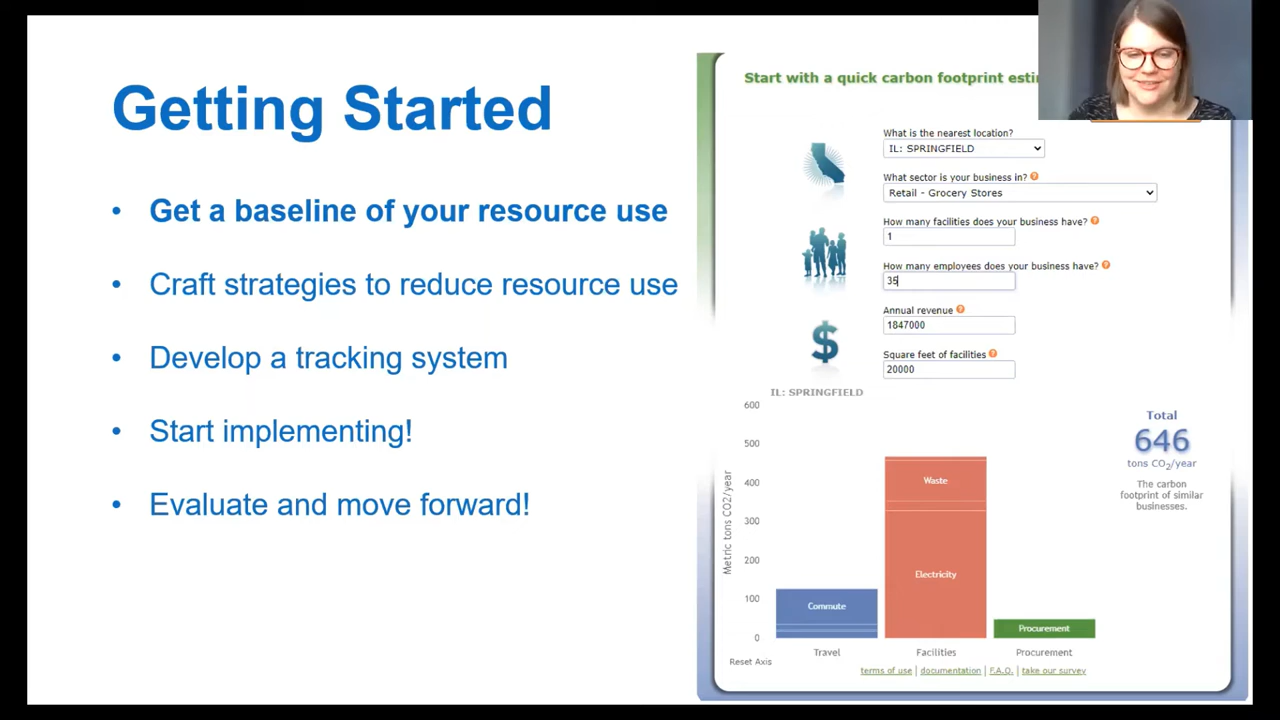 Getting Started
• Get a baseline of your resource use
• Craft strategies to reduce resource use
• Develop a tracking system
• Start implementing!
• Evaluate and move forward!
Start with a quick carbon footprint
What is the nearest location?
IL: SPRINGFIELD
What sector is your business in?
Retail - Grocery Stores
How many facilities does your business have?
1
How many employees does your business have?
35
Annual revenue
1847000
$
Square feet of facilities
20000
IL: SPRINGFIELD
Metric tons CO2/year
600
500
400
300
200
100
0
Waste
Electricity
Commute
Procurement
Travel
Facilities
Procurement
Total
646
tons CO2/year
The carbon
footprint of similar
businesses.
Reset Axis
terms of use | documentation | F.A.Q. | take our survey